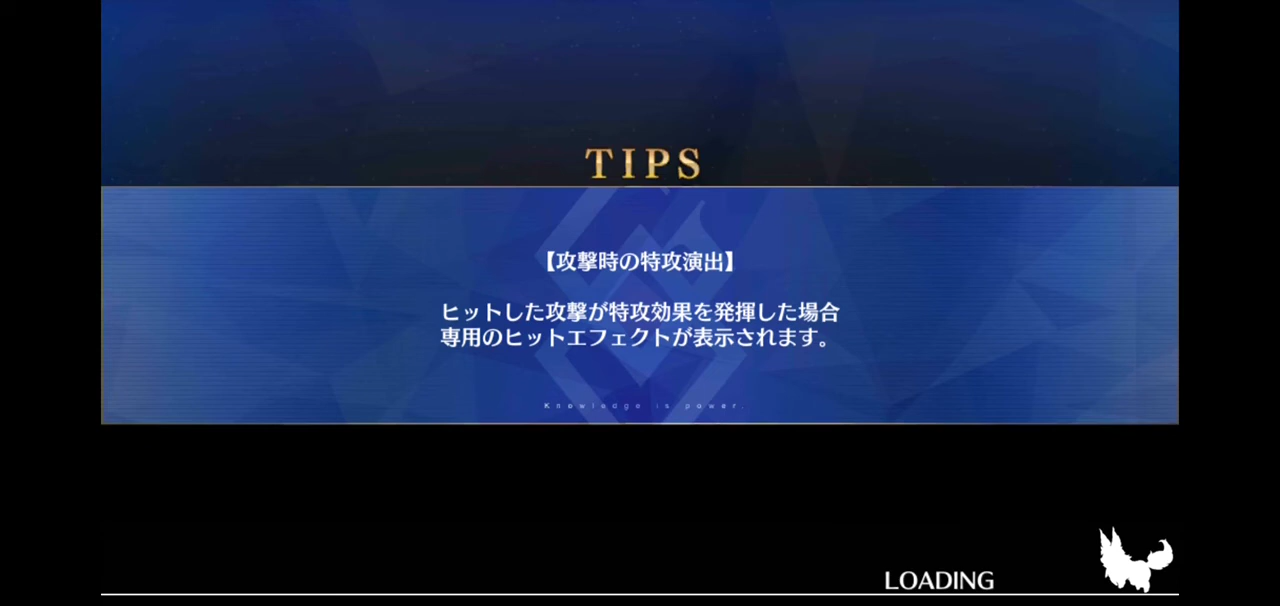 TIPS
【攻撃時の特攻演出】
ヒットした攻撃が特攻効果を発揮した場合
専用のヒットエフェクトが表示されます。
Knowledge is power.
LOADING